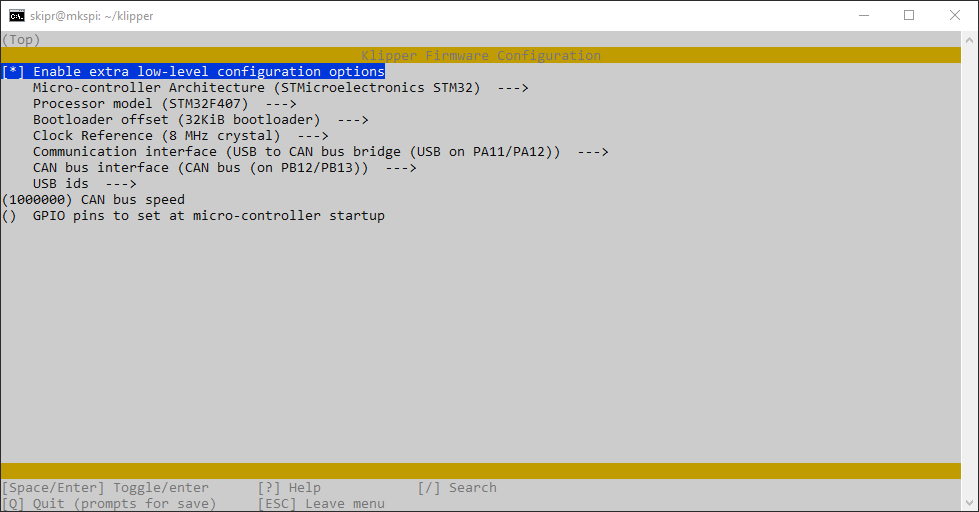 skipr@mkspi: ~/klipper
(Top)
Klipper Firmware Configuration
[*] Enable extra low-level configuration options
Micro-controller Architecture (STMicroelectronics STM32)  --->
Processor model (STM32F407)  --->
Bootloader offset (32KiB bootloader)  --->
Clock Reference (8 MHz crystal)  --->
Communication interface (USB to CAN bus bridge (USB on PA11/PA12))  --->
CAN bus interface (CAN bus (on PB12/PB13))  --->
USB ids  --->
(1000000) CAN bus speed
()  GPIO pins to set at micro-controller startup
[Space/Enter] Toggle/enter      [?] Help            [/] Search
[Q] Quit (prompts for save)     [ESC] Leave menu